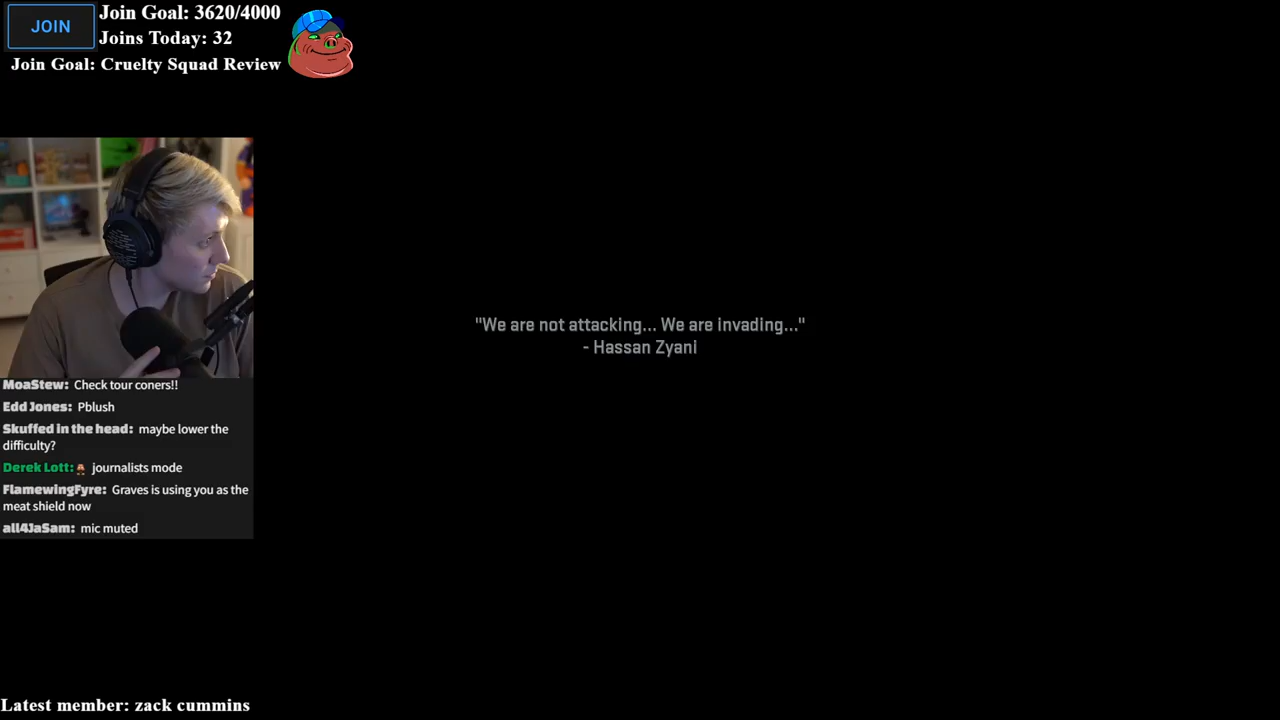 JOIN
Join Goal: 3620/4000
Joins Today: 32
Join Goal: Cruelty Squad Review
"We are not attacking... We are invading..."
- Hassan Zyani
MoaStew: Check tour coners!!
Edd Jones: Pblush
Skuffed in the head: maybe lower the
difficulty?
Derek Lott: journalists mode
FlamewingFyre: Graves is using you as the
meat shield now
all4JaSam: mic muted
Latest member: zack cummins